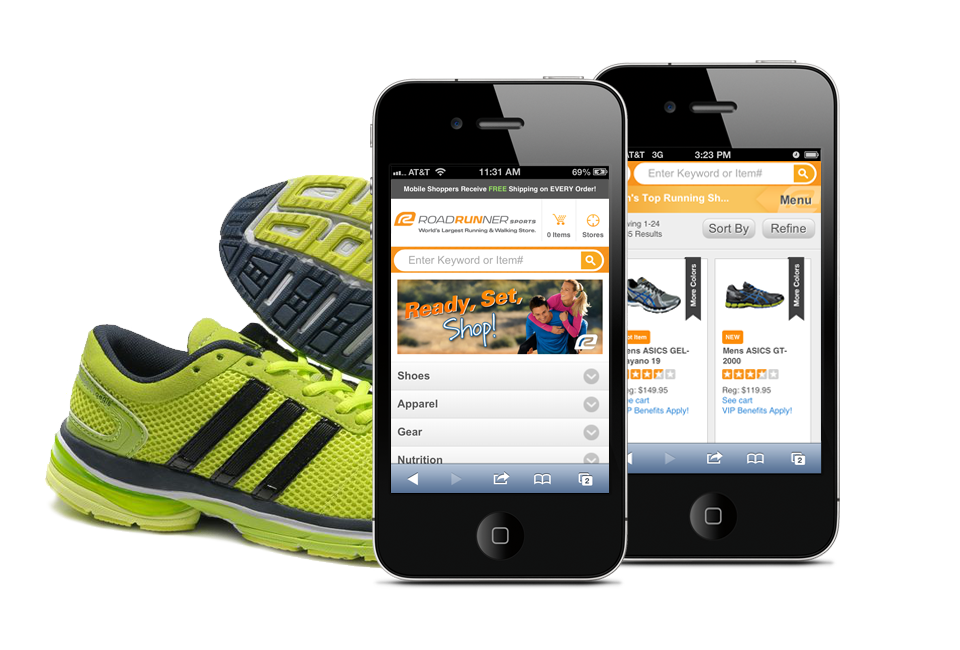 AT&T 11:31 AM 69%
Mobile Shoppers Receive FREE Shipping on EVERY Order!
ROADRUNNER SPORTS
World's Largest Running & Walking Store.
0 Items
Stores
Enter Keyword or Item#
Ready, Set,
Shop!
Shoes
Apparel
Gear
Nutrition
2
AT&T 3G 3:23 PM
Enter Keyword or Item#
n's Top Running Sh...
Menu
ving 1-24
5 Results
Sort By
Refine
More Colors
t Item
Mens ASICS GEL-
ayano 19
Reg: $149.95
ee cart
IP Benefits Apply!
More Colors
NEW
Mens ASICS GT-
2000
Reg: $119.95
See cart
VIP Benefits Apply!
2